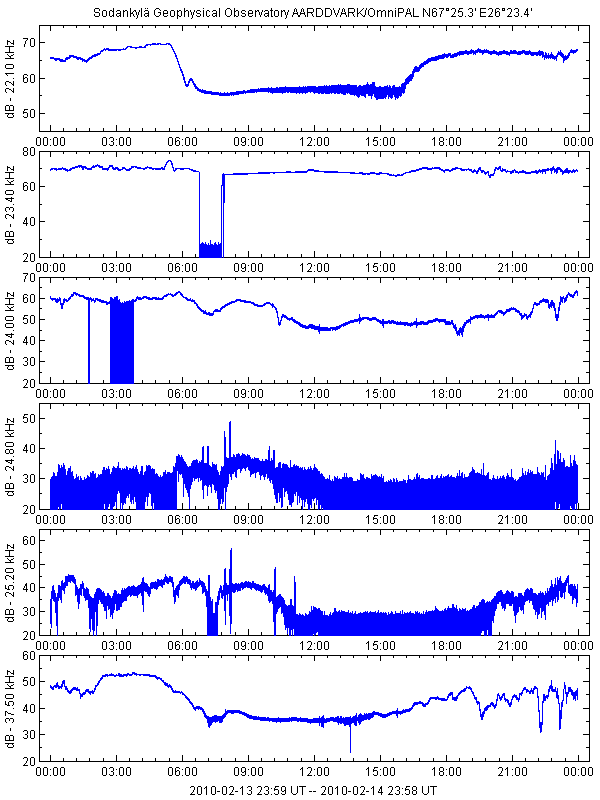 Sodankylä Geophysical Observatory AARDDVARK/OmniPAL N67°25.3' E26°23.4'
dB - 22.10 kHz
70
60
50
00:00 03:00 06:00 09:00 12:00 15:00 18:00 21:00 00:00
dB - 23.40 kHz
80
60
40
20
00:00 03:00 06:00 09:00 12:00 15:00 18:00 21:00 00:00
dB - 24.00 kHz
70
60
50
40
30
20
00:00 03:00 06:00 09:00 12:00 15:00 18:00 21:00 00:00
dB - 24.80 kHz
50
40
30
20
00:00 03:00 06:00 09:00 12:00 15:00 18:00 21:00 00:00
dB - 25.20 kHz
60
50
40
30
20
00:00 03:00 06:00 09:00 12:00 15:00 18:00 21:00 00:00
dB - 37.50 kHz
60
50
40
30
20
00:00 03:00 06:00 09:00 12:00 15:00 18:00 21:00 00:00
2010-02-13 23:59 UT -- 2010-02-14 23:58 UT